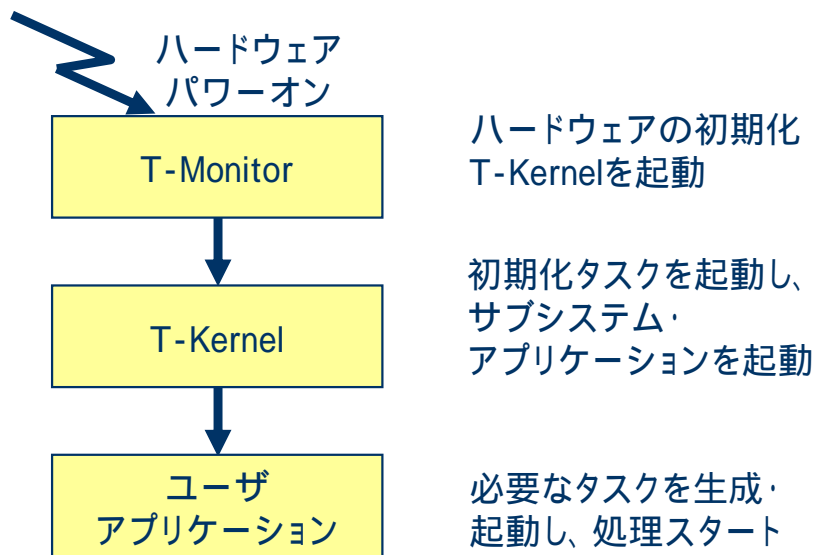 ハードウェア
パワーオン
T-Monitor
ハードウェアの初期化
T-Kernelを起動
T-Kernel
初期化タスクを起動し、
サブシステム・
アプリケーションを起動
ユーザ
アプリケーション
必要なタスクを生成・
起動し、処理スタート